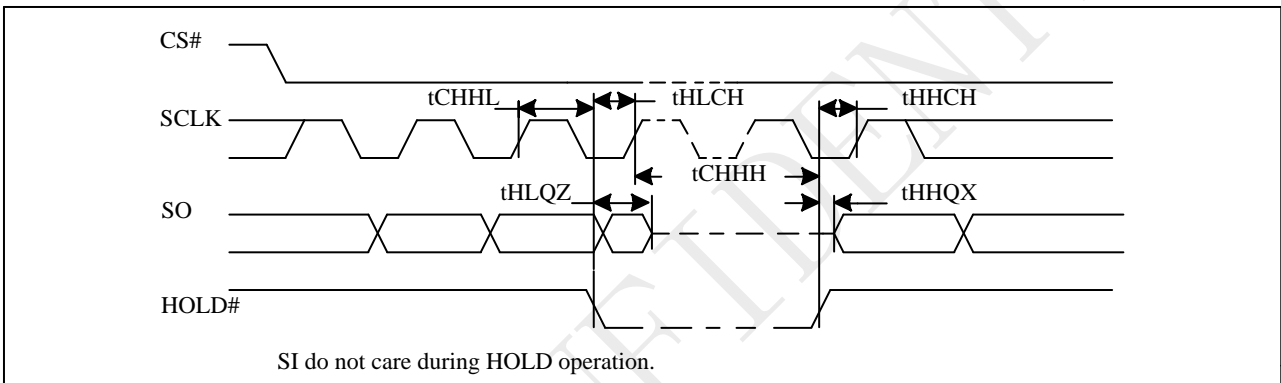 CS#
tCHHL tHLCH tHHCH
SCLK
tCHHH
tHLQZ tHHQX
SO
HOLD#
SI do not care during HOLD operation.